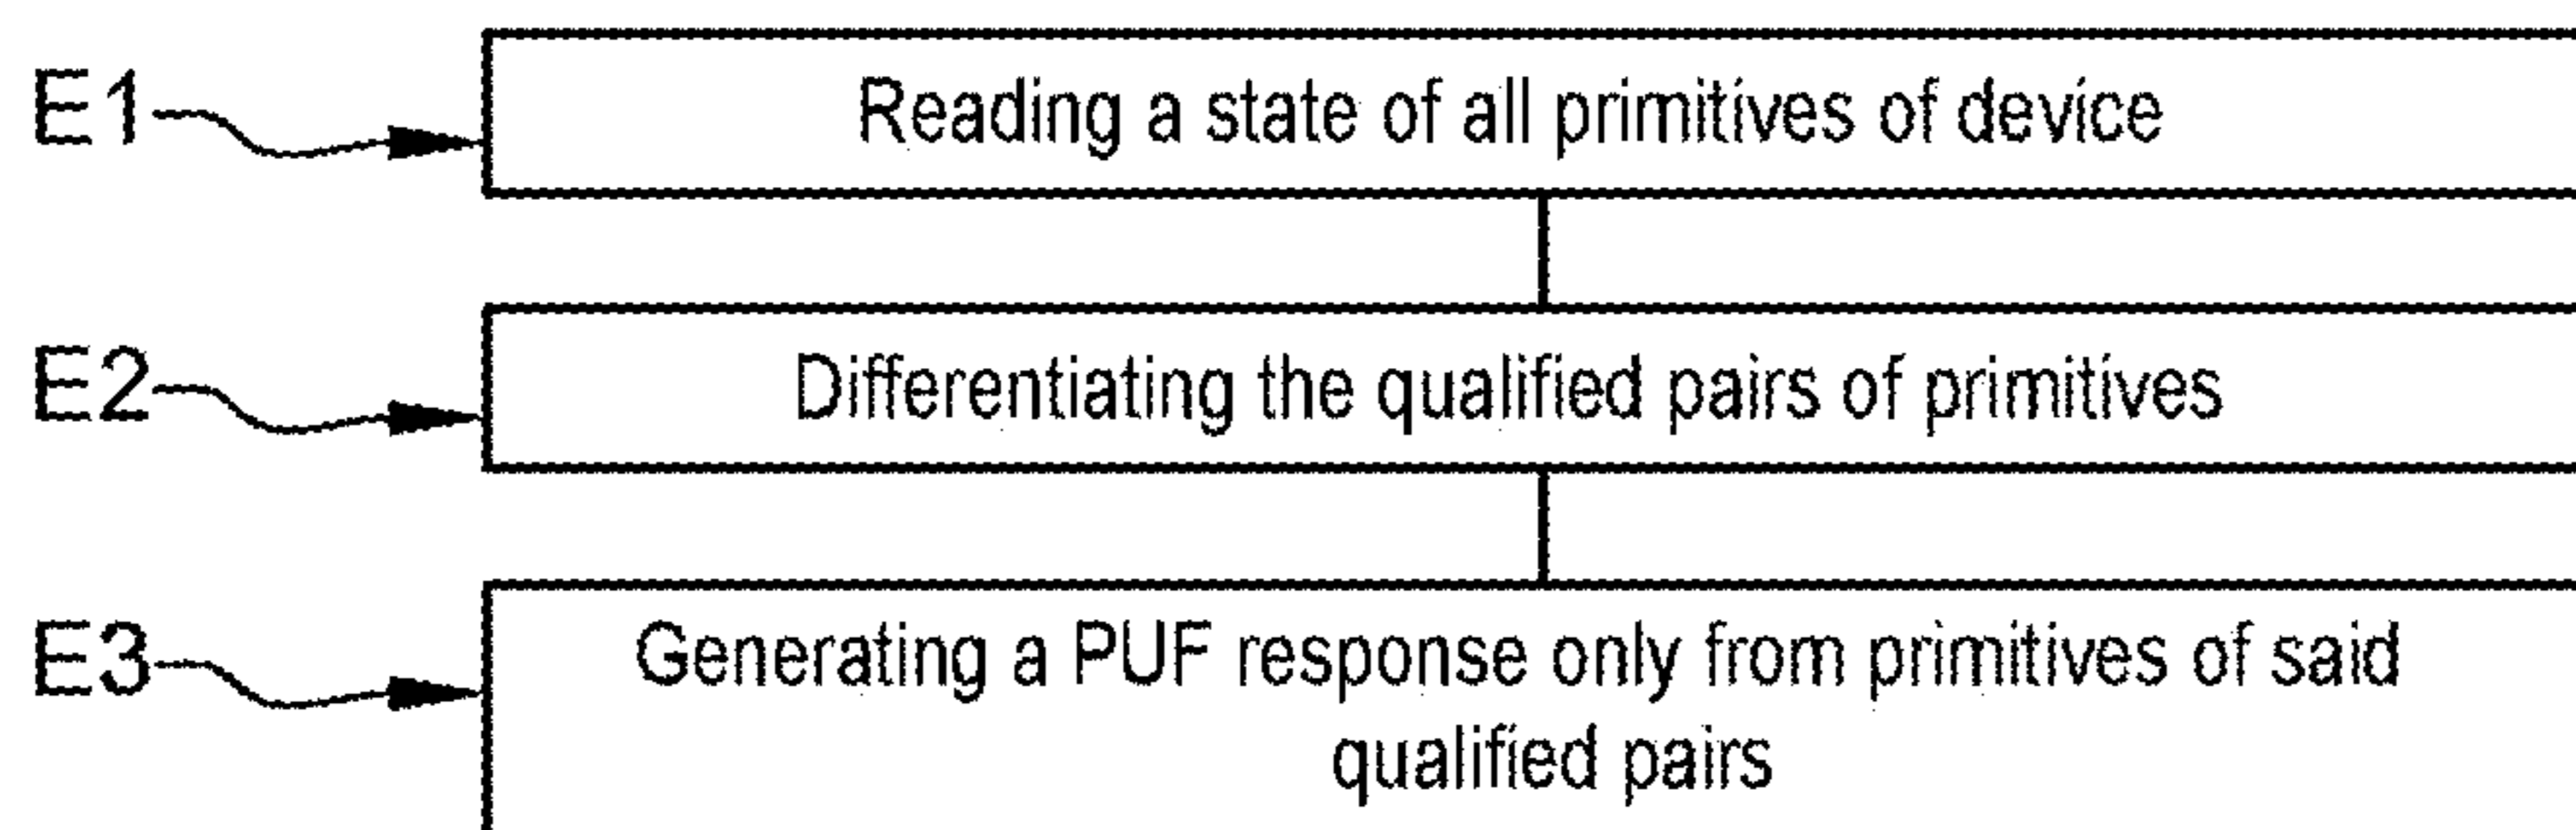 E1
Reading a state of all primitives of device
E2
Differentiating the qualified pairs of primitives
E3
Generating a PUF response only from primitives of said
qualified pairs